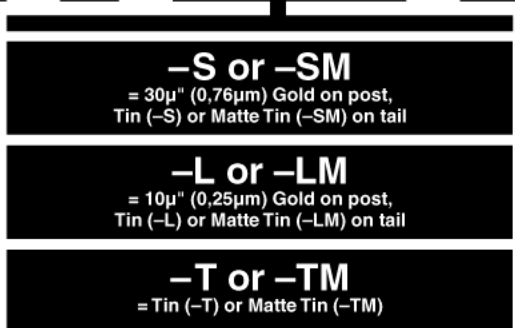 –S or –SM
= 30µ" (0,76µm) Gold on post,
Tin (–S) or Matte Tin (–SM) on tail
–L or –LM
= 10µ" (0,25µm) Gold on post,
Tin (–L) or Matte Tin (–LM) on tail
–T or –TM
= Tin (–T) or Matte Tin (–TM)